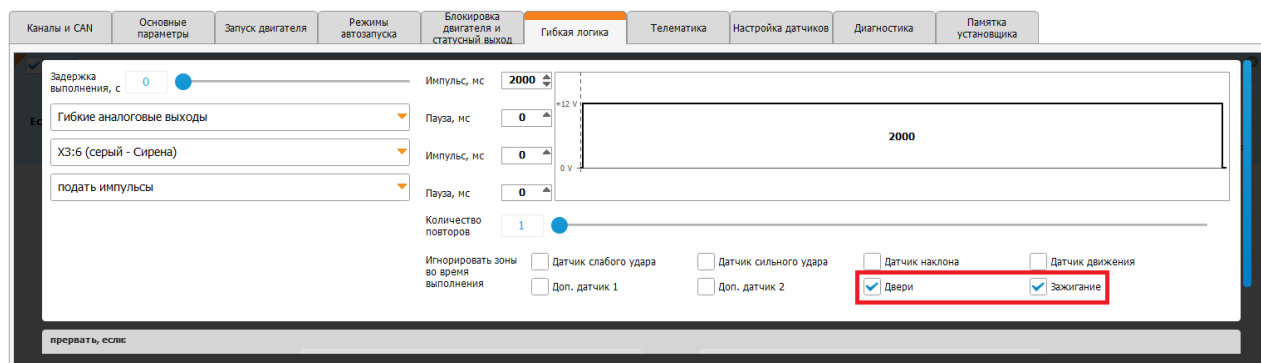 Каналы и CAN
Основные
параметры
Запуск двигателя
Режимы
автозапуска
Блокировка
двигателя и
статусный выход
Гибкая логика
Телематика
Настройка датчиков
Диагностика
Памятка
установщика
Задержка
выполнения, с
0
Гибкие аналоговые выходы
X3:6 (серый - Сирена)
подать импульсы
Импульс, мс 2000
Пауза, мс 0
Импульс, мс 0
Пауза, мс 0
+12 V
2000
0 V
Количество
повторов
1
Игнорировать зоны
во время
выполнения
Датчик слабого удара
Датчик сильного удара
Датчик наклона
Датчик движения
Доп. датчик 1
Доп. датчик 2
Двери
Зажигание
прервать, если: